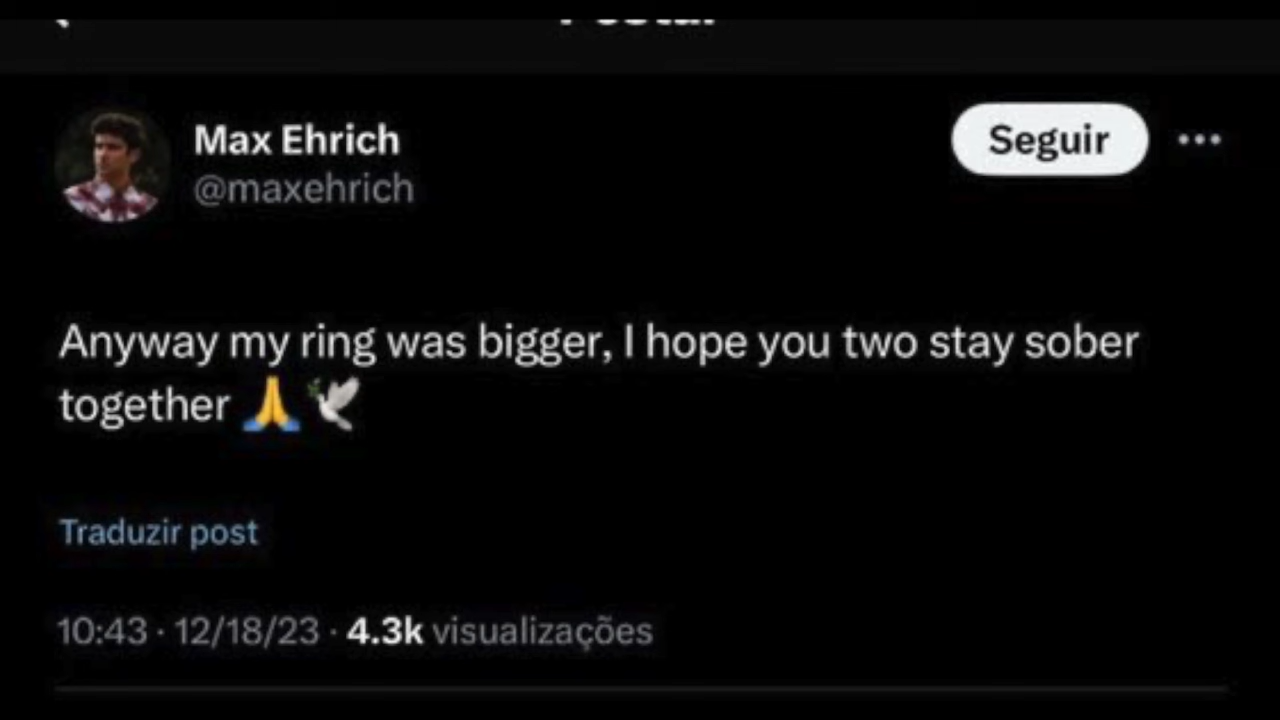 Max Ehrich
Seguir
@maxehrich
Anyway my ring was bigger, I hope you two stay sober
together 🙏🕊️
Traduzir post
10:43 · 12/18/23 · 4.3k visualizações